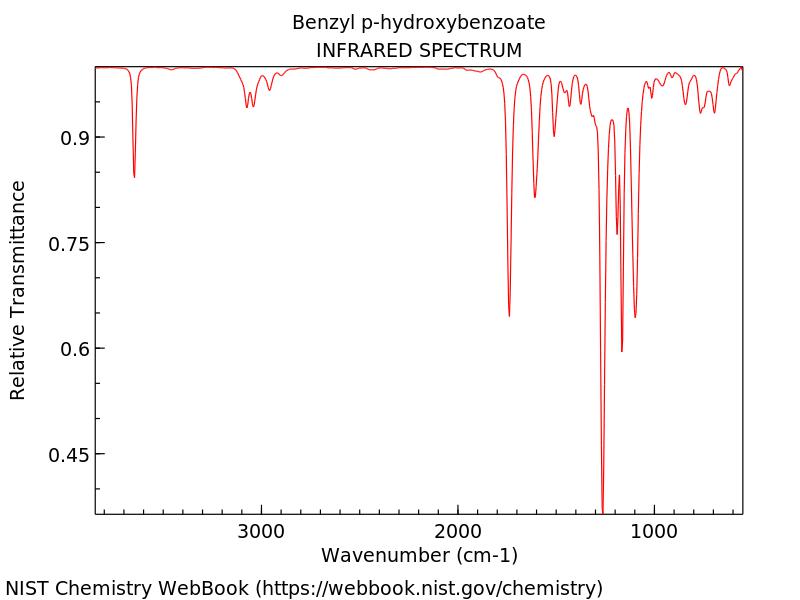 Benzyl p-hydroxybenzoate
INFRARED SPECTRUM
0.9
0.75
0.6
0.45
Relative Transmittance
3000
2000
1000
Wavenumber (cm-1)
NIST Chemistry WebBook (https://webbook.nist.gov/chemistry)